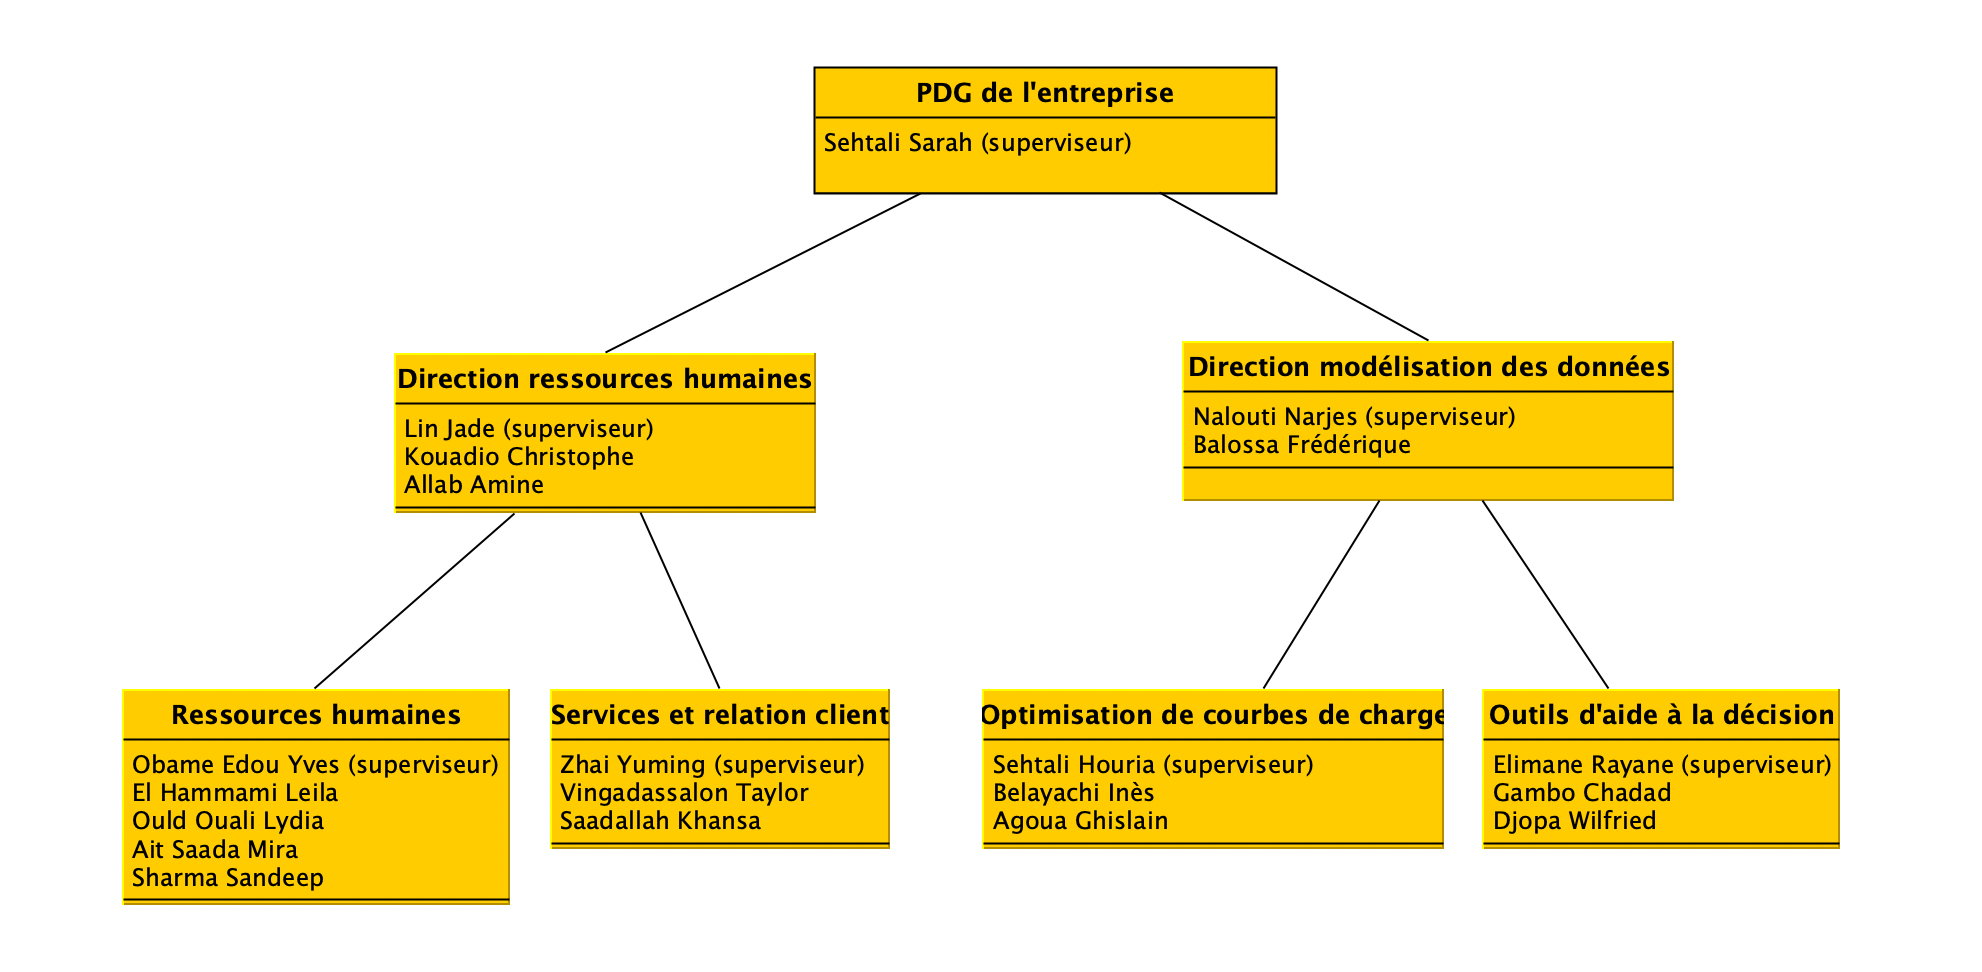 PDG de l'entreprise
Sehtali Sarah (superviseur)
Direction ressources humaines
Lin Jade (superviseur)
Kouadio Christophe
Allab Amine
Direction modélisation des données
Nalouti Narjes (superviseur)
Balossa Frédérique
Ressources humaines
Obame Edou Yves (superviseur)
El Hammami Leila
Ould Ouali Lydia
Ait Saada Mira
Sharma Sandeep
Services et relation client
Zhai Yuming (superviseur)
Vingadassalon Taylor
Saadallah Khansa
Optimisation de courbes de charge
Sehtali Houria (superviseur)
Belayachi Inès
Agoua Ghislain
Outils d'aide à la décision
Elimane Rayane (superviseur)
Gambo Chadad
Djopa Wilfried